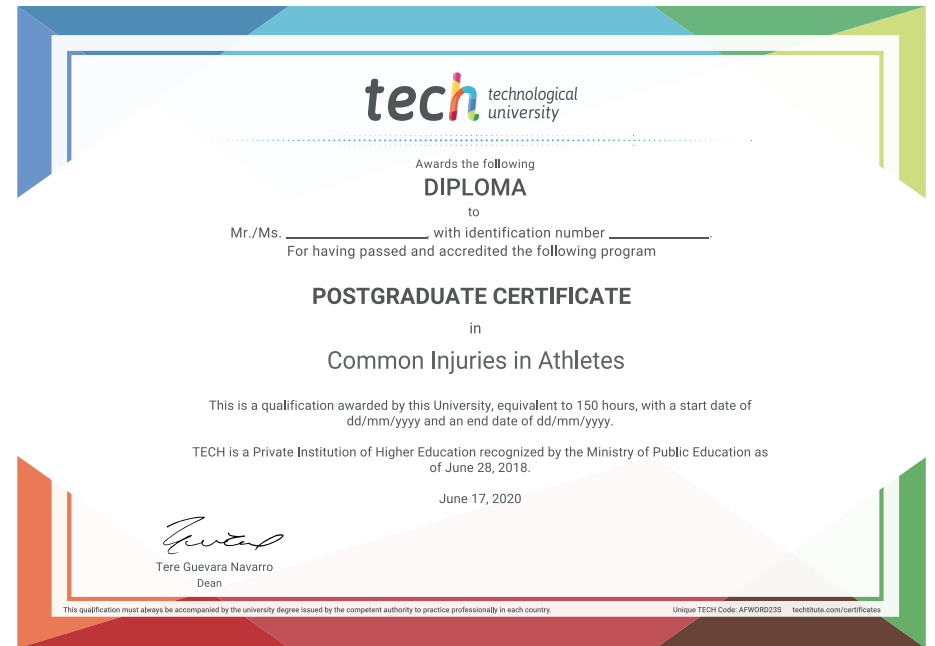 tech technological
university
Awards the following
DIPLOMA
to
Mr./Ms. ____________________, with identification number ______________.
For having passed and accredited the following program
POSTGRADUATE CERTIFICATE
in
Common Injuries in Athletes
This is a qualification awarded by this University, equivalent to 150 hours, with a start date of
dd/mm/yyyy and an end date of dd/mm/yyyy.
TECH is a Private Institution of Higher Education recognized by the Ministry of Public Education as
of June 28, 2018.
June 17, 2020
Tere Guevara Navarro
Dean
This qualification must always be accompanied by the university degree issued by the competent authority to practice professionally in each country. Unique TECH Code: AFWORD23S techtitute.com/certificates